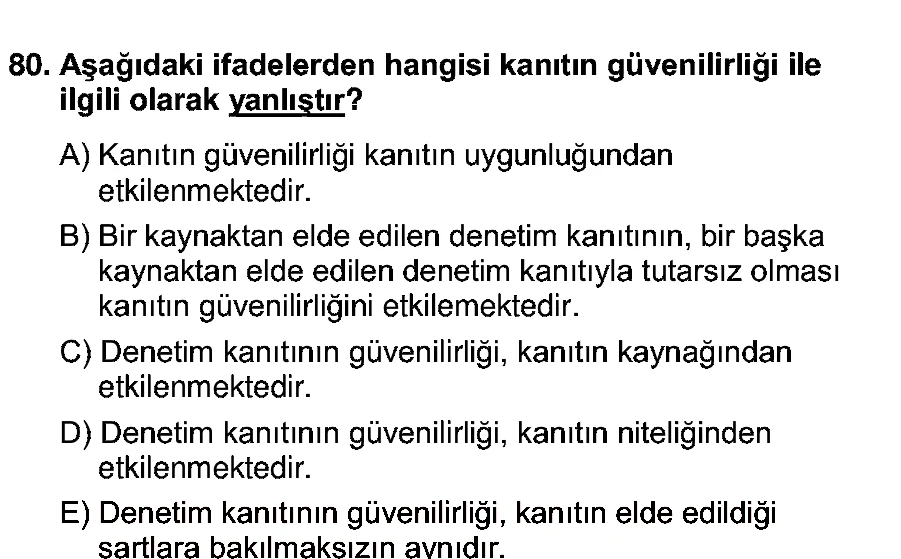 80. Aşağıdaki ifadelerden hangisi kanıtın güvenilirliği ile
ilgili olarak yanlıştır?
A) Kanıtın güvenilirliği kanıtın uygunluğundan
etkilenmektedir.
B) Bir kaynaktan elde edilen denetim kanıtının, bir başka
kaynaktan elde edilen denetim kanıtıyla tutarsız olması
kanıtın güvenilirliğini etkilemektedir.
C) Denetim kanıtının güvenilirliği, kanıtın kaynağından
etkilenmektedir.
D) Denetim kanıtının güvenilirliği, kanıtın niteliğinden
etkilenmektedir.
E) Denetim kanıtının güvenilirliği, kanıtın elde edildiği
şartlara bakılmaksızın aynıdır.